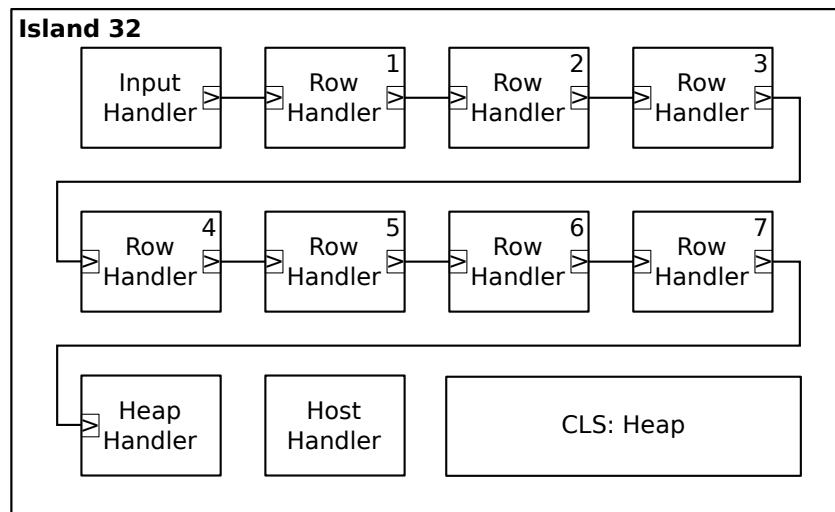 Island 32
Input
Handler
>
>
1
Row
Handler
>
>
2
Row
Handler
>
>
3
Row
Handler
>
>
4
Row
Handler
>
>
5
Row
Handler
>
>
6
Row
Handler
>
>
7
Row
Handler
>
>
Heap
Handler
Host
Handler
CLS: Heap